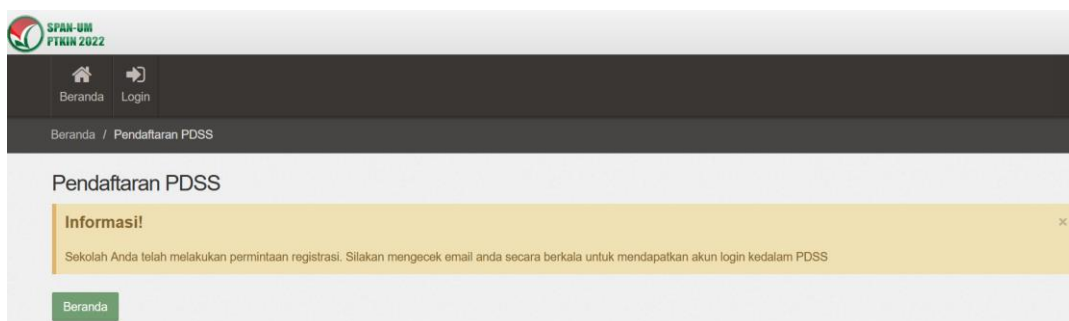 SPAN-UM
PTKIN 2022
Beranda
Login
Beranda / Pendaftaran PDSS
Pendaftaran PDSS
Informasi!
×
Sekolah Anda telah melakukan permintaan registrasi. Silakan mengecek email anda secara berkala untuk mendapatkan akun login kedalam PDSS
Beranda